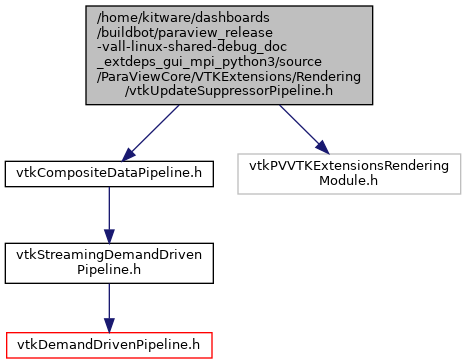 /home/kitware/dashboards
/buildbot/paraview_release
-vall-linux-shared-debug_doc
_extdeps_gui_mpi_python3/source
/ParaViewCore/VTKExtensions/Rendering
/vtkUpdateSuppressorPipeline.h
vtkCompositeDataPipeline.h
vtkPVVTKExtensionsRendering
Module.h
vtkStreamingDemandDriven
Pipeline.h
vtkDemandDrivenPipeline.h